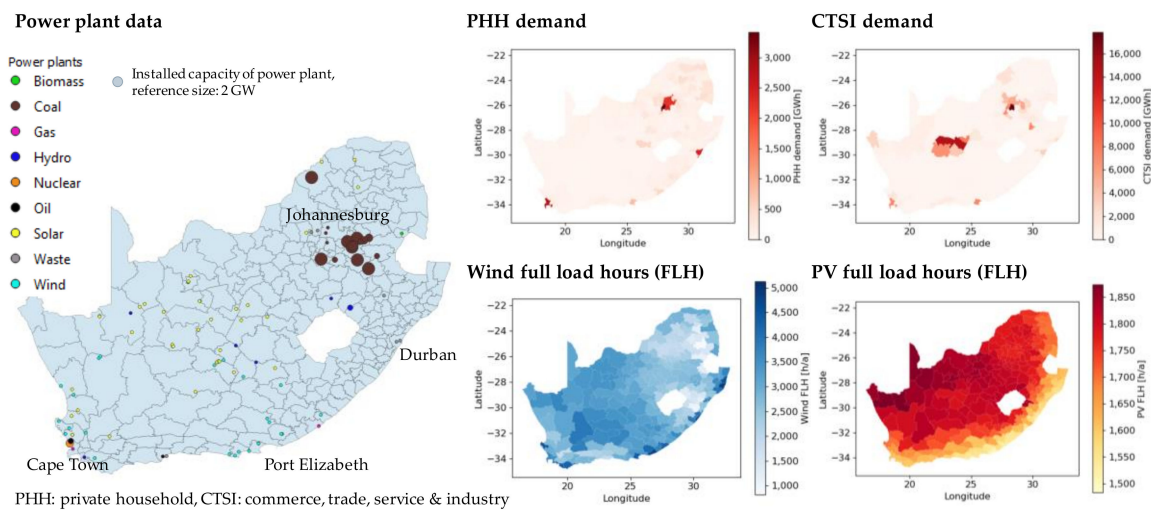 Power plant data
Power plants
Biomass
Coal
Gas
Hydro
Nuclear
Oil
Solar
Waste
Wind
Installed capacity of power plant,
reference size: 2 GW
Johannesburg
Durban
Cape Town
Port Elizabeth
PHH: private household, CTSI: commerce, trade, service & industry
PHH demand
−22
−24
−26
−28
−30
−32
−34
Latitude
20
25
30
Longitude
3,000
2,500
2,000
1,500
1,000
500
0
PHH demand [GWh]
CTSI demand
−22
−24
−26
−28
−30
−32
−34
Latitude
20
25
30
Longitude
16,000
14,000
12,000
10,000
8,000
6,000
4,000
2,000
0
CTSI demand [GWh]
Wind full load hours (FLH)
−22
−24
−26
−28
−30
−32
−34
Latitude
20
25
30
Longitude
5,000
4,500
4,000
3,500
3,000
2,500
2,000
1,500
1,000
Wind FLH [h/a]
PV full load hours (FLH)
−22
−24
−26
−28
−30
−32
−34
Latitude
20
25
30
Longitude
1,850
1,800
1,750
1,700
1,650
1,600
1,550
1,500
PV FLH [h/a]